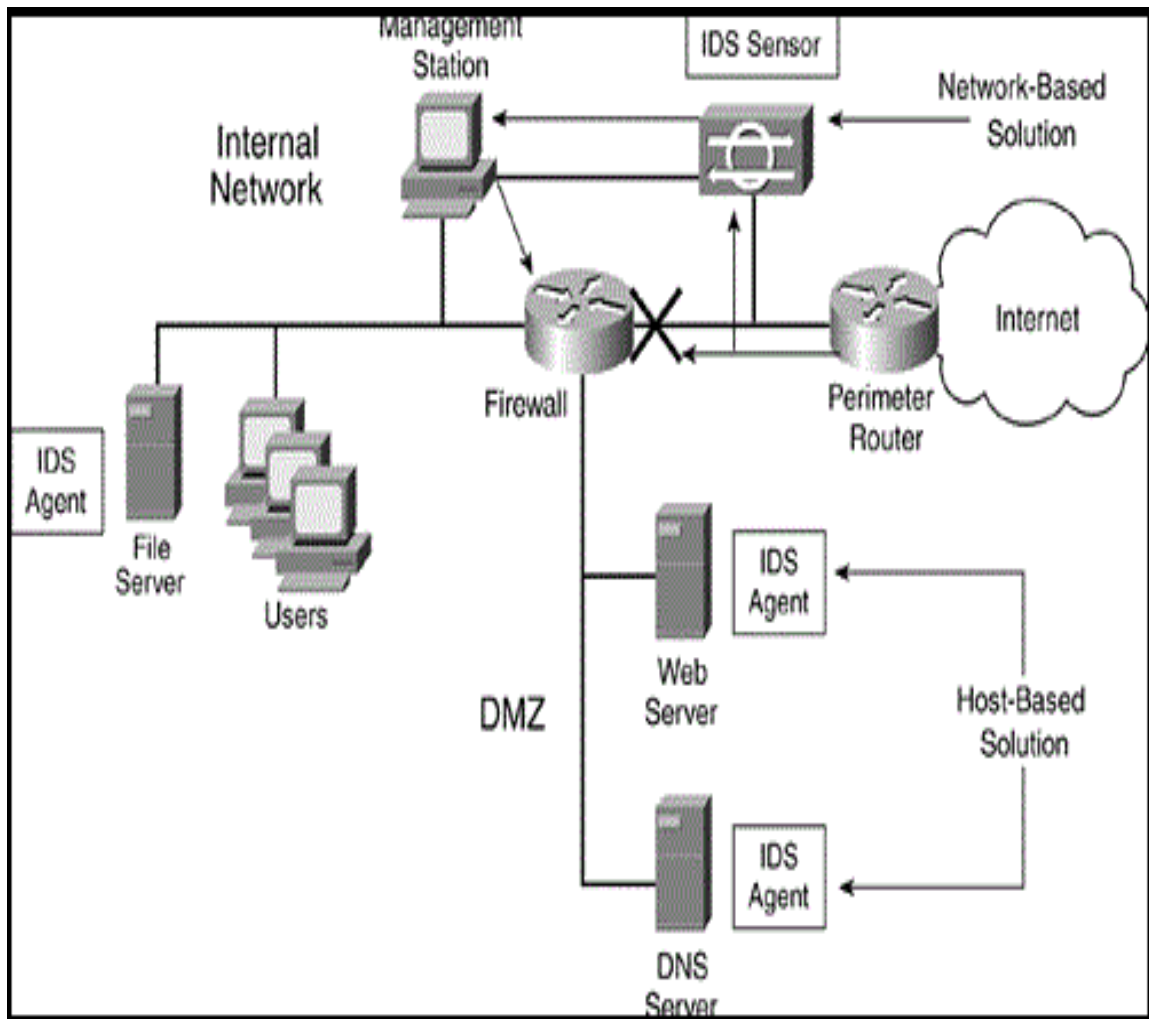 Management
Station
IDS Sensor
Network-Based
Solution
Internal
Network
Internet
Firewall
Perimeter
Router
IDS
Agent
File
Server
Users
IDS
Agent
Web
Server
DMZ
Host-Based
Solution
IDS
Agent
DNS
Server